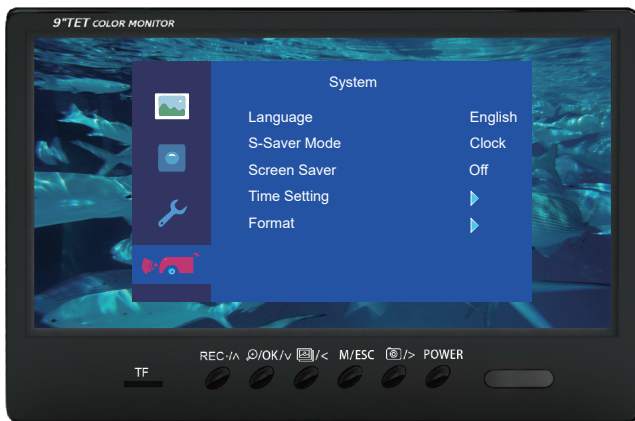 9"TET COLOR MONITOR
System
Language English
S-Saver Mode Clock
Screen Saver Off
Time Setting
Format
REC·/∧ /OK/∨ /< M/ESC /> POWER
TF